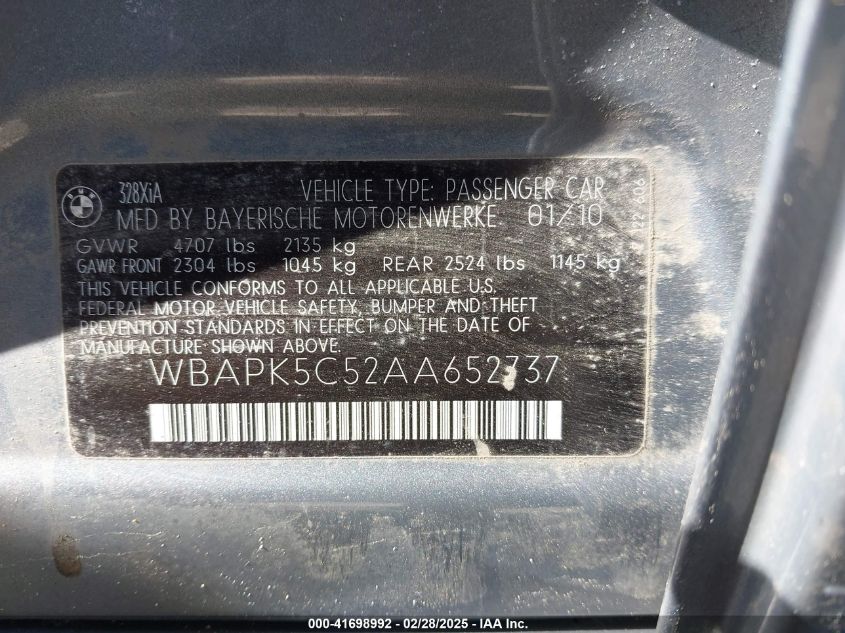 328XiA VEHICLE TYPE: PASSENGER CAR
MFD BY BAYERISCHE MOTORENWERKE 01/10
GVWR 4707 lbs 2135 kg
GAWR FRONT 2304 lbs 1045 kg REAR 2524 lbs 1145 kg
THIS VEHICLE CONFORMS TO ALL APPLICABLE U.S.
FEDERAL MOTOR VEHICLE SAFETY, BUMPER AND THEFT
PREVENTION STANDARDS IN EFFECT ON THE DATE OF
MANUFACTURE SHOWN ABOVE.
WBAPK5C52AA652737
000-41698992 - 02/28/2025 - IAA Inc.